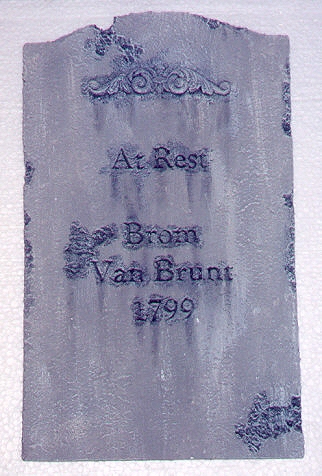 At Rest
Brom
Van Brunt
1799